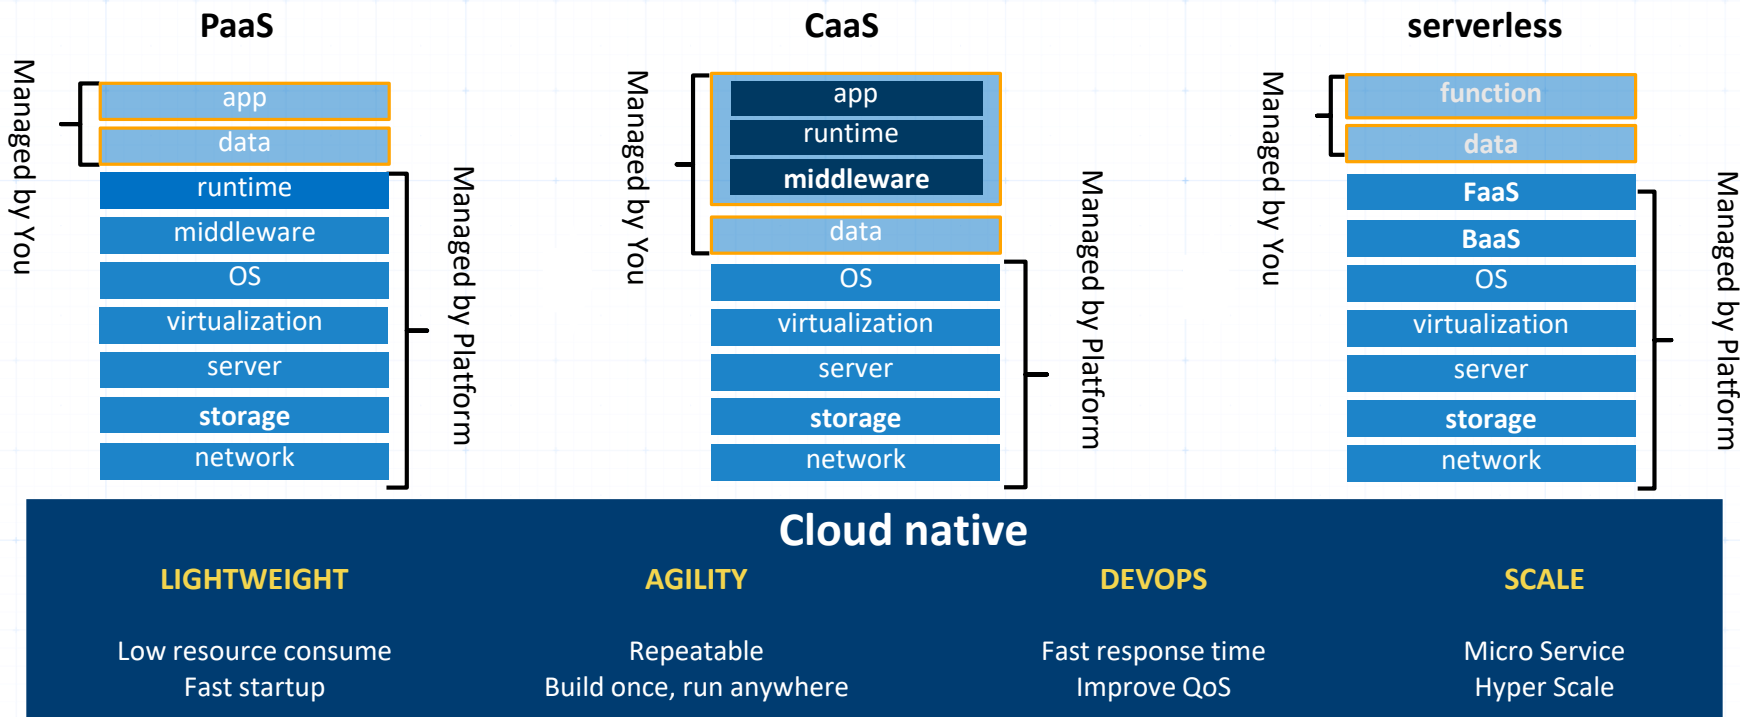 PaaS
Managed by You
app
data
runtime
middleware
OS
virtualization
server
storage
network
Managed by Platform
CaaS
Managed by You
app
runtime
middleware
data
OS
virtualization
server
storage
network
Managed by Platform
serverless
Managed by You
function
data
FaaS
BaaS
OS
virtualization
server
storage
network
Managed by Platform
Cloud native
LIGHTWEIGHT
Low resource consume
Fast startup
AGILITY
Repeatable
Build once, run anywhere
DEVOPS
Fast response time
Improve QoS
SCALE
Micro Service
Hyper Scale